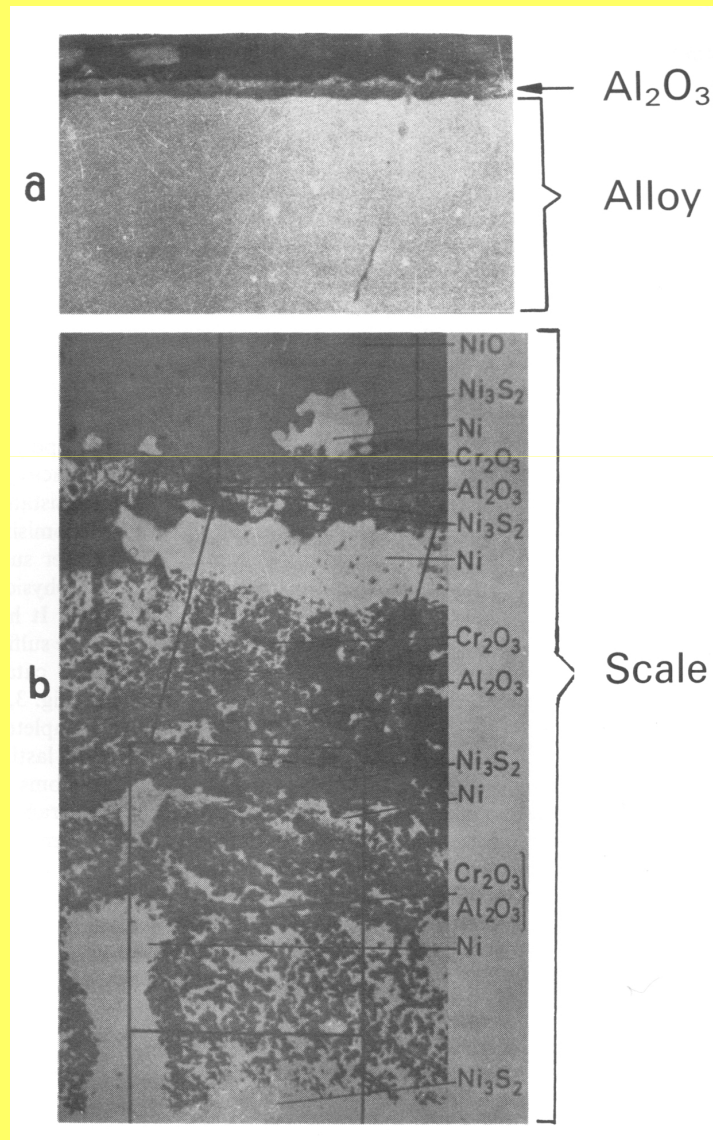 Al₂O₃
a
Alloy
NiO
Ni₃S₂
Ni
Cr₂O₃
Al₂O₃
Ni₃S₂
Ni
Cr₂O₃
b
Scale
Al₂O₃
Ni₃S₂
Ni
Cr₂O₃
Al₂O₃
Ni
Ni₃S₂